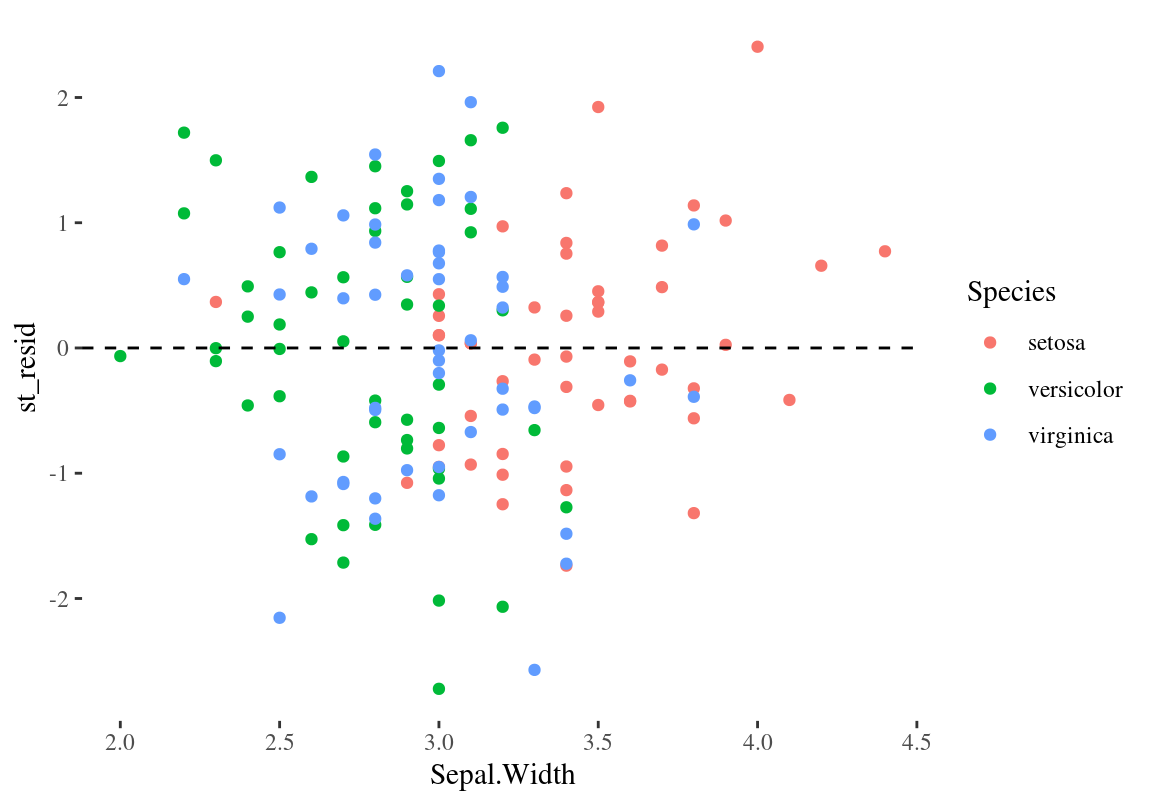 2
1
0
-1
-2
st_resid
2.0 2.5 3.0 3.5 4.0 4.5
Sepal.Width
Species
setosa
versicolor
virginica